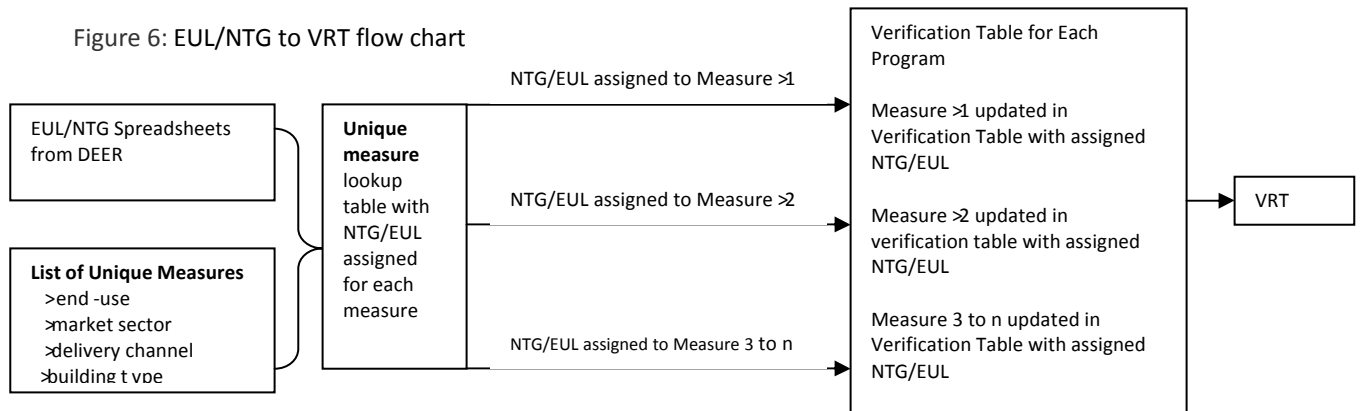 Figure 6: EUL/NTG to VRT flow chart
EUL/NTG Spreadsheets
from DEER
List of Unique Measures
>end -use
>market sector
>delivery channel
>building t ype
Unique
measure
lookup
table with
NTG/EUL
assigned
for each
measure
NTG/EUL assigned to Measure >1
NTG/EUL assigned to Measure >2
NTG/EUL assigned to Measure 3 to n
Verification Table for Each
Program
Measure >1 updated in
Verification Table with assigned
NTG/EUL
Measure >2 updated in
verification table with assigned
NTG/EUL
Measure 3 to n updated in
Verification Table with assigned
NTG/EUL
VRT